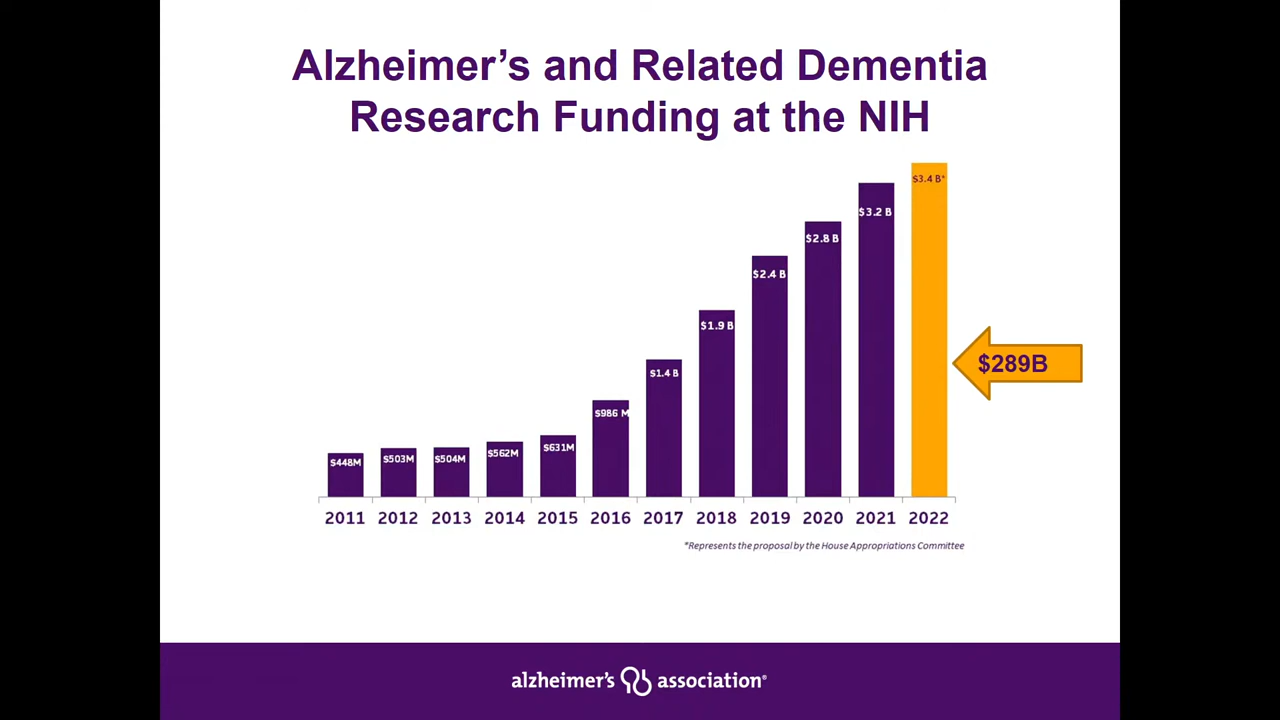 Alzheimer’s and Related Dementia
Research Funding at the NIH
$3.4 B*
$3.2 B
$2.8 B
$2.4 B
$1.9 B
$289B
$1.4 B
$986 M
$631M
$562M
$504M
$503M
$448M
2011 2012 2013 2014 2015 2016 2017 2018 2019 2020 2021 2022
*Represents the proposal by the House Appropriations Committee
alzheimer's association®